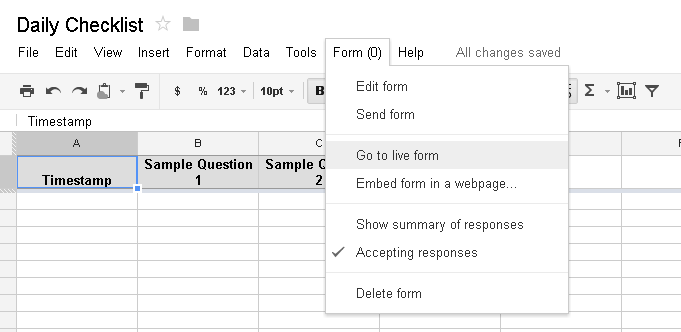 Daily Checklist
File Edit View Insert Format Data Tools Form (0) Help All changes saved
$ % 123 10pt B Σ
Timestamp
A B C
Timestamp Sample Question 1 Sample Q 2
Edit form
Send form
Go to live form
Embed form in a webpage...
Show summary of responses
Accepting responses
Delete form